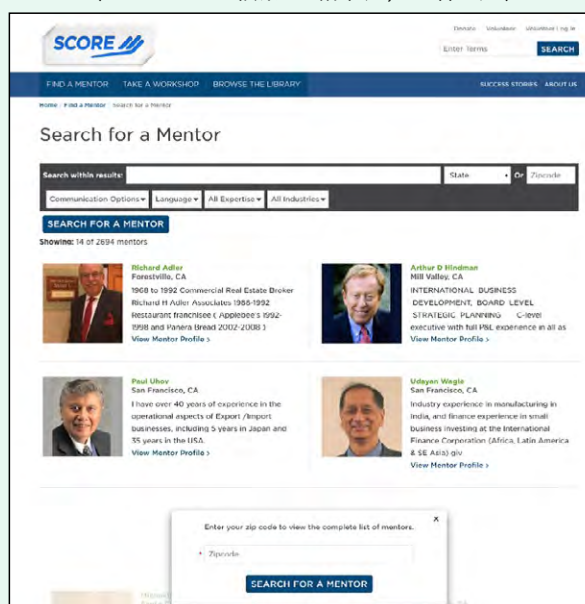 SCORE
Donate Volunteer Volunteer Log In
Enter Terms SEARCH
FIND A MENTOR TAKE A WORKSHOP BROWSE THE LIBRARY SUCCESS STORIES ABOUT US
Home Find a Mentor Search for a Mentor
Search for a Mentor
Search within results: State Or Zipcode
Communication Options Language All Expertise All Industries
SEARCH FOR A MENTOR
Showing: 14 of 2694 mentors
Richard Adler
Forestville, CA
1968 to 1992 Commercial Real Estate Broker
Richard H Adler Associates 1968-1992
Restaurant franchisee ( Applebee's 1992-
1998 and Panera Bread 2002-2008 )
View Mentor Profile >
Arthur D Hindman
Mill Valley, CA
INTERNATIONAL BUSINESS
DEVELOPMENT, BOARD LEVEL
STRATEGIC PLANNING C-level
executive with full P&L experience in all as
View Mentor Profile >
Paul Uhov
San Francisco, CA
I have over 40 years of experience in the
operational aspects of Export /Import
businesses, including 5 years in Japan and
35 years in the USA.
View Mentor Profile >
Udayan Wagle
San Francisco, CA
Industry experience in manufacturing in
India, and finance experience in small
business investing at the International
Finance Corporation (Africa, Latin America
& SE Asia) giv
View Mentor Profile >
x
Enter your zip code to view the complete list of mentors.
* Zipcode
SEARCH FOR A MENTOR